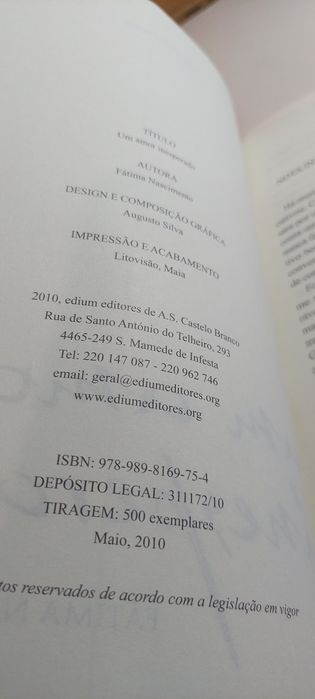 TÍTULO
Um amor inesperado
AUTORA
Fátima Nascimento
DESIGN E COMPOSIÇÃO GRÁFICA
Augusto Silva
IMPRESSÃO E ACABAMENTO
Litovisão, Maia
2010, edium editores de A.S. Castelo Branco
Rua de Santo António do Telheiro, 293
4465-249 S. Mamede de Infesta
Tel: 220 147 087 - 220 962 746
email: geral@ediumeditores.org
www.ediumeditores.org
ISBN: 978-989-8169-75-4
DEPÓSITO LEGAL: 311172/10
TIRAGEM: 500 exemplares
Maio, 2010
tos reservados de acordo com a legislação em vigor